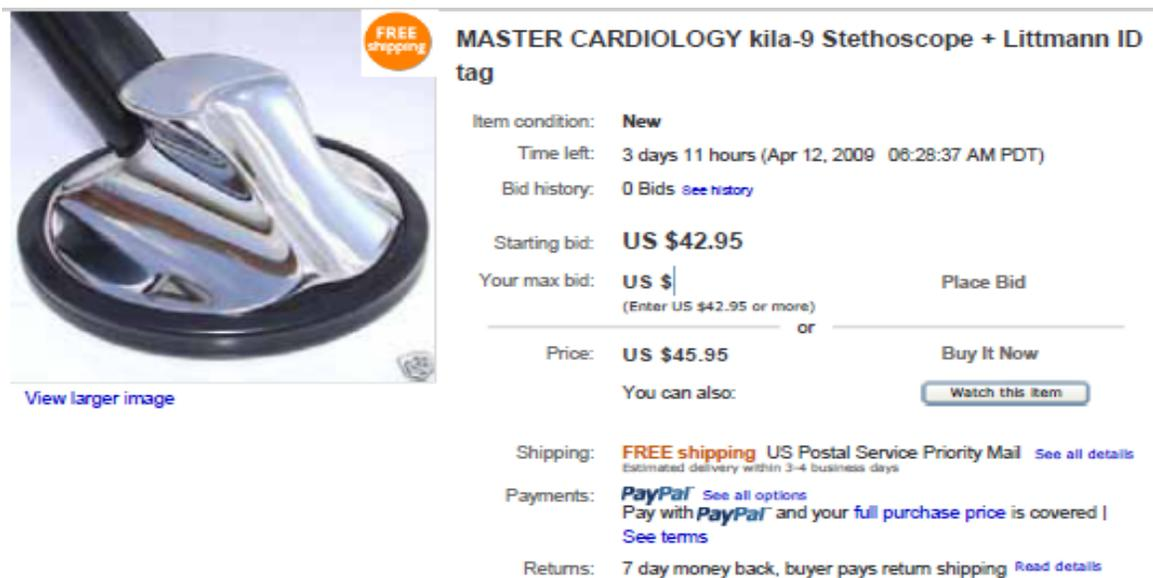 FREE
shipping
MASTER CARDIOLOGY kila-9 Stethoscope + Littmann ID
tag
Item condition: New
Time left: 3 days 11 hours (Apr 12, 2009 06:28:37 AM PDT)
Bid history: 0 Bids See history
Starting bid: US $42.95
Your max bid: US $ Place Bid
(Enter US $42.95 or more)
or
Price: US $45.95 Buy It Now
You can also: Watch this item
View larger image
Shipping: FREE shipping US Postal Service Priority Mail See all details
Estimated delivery within 3-4 business days
Payments: PayPal See all options
Pay with PayPal and your full purchase price is covered |
See terms
Returns: 7 day money back, buyer pays return shipping Read details